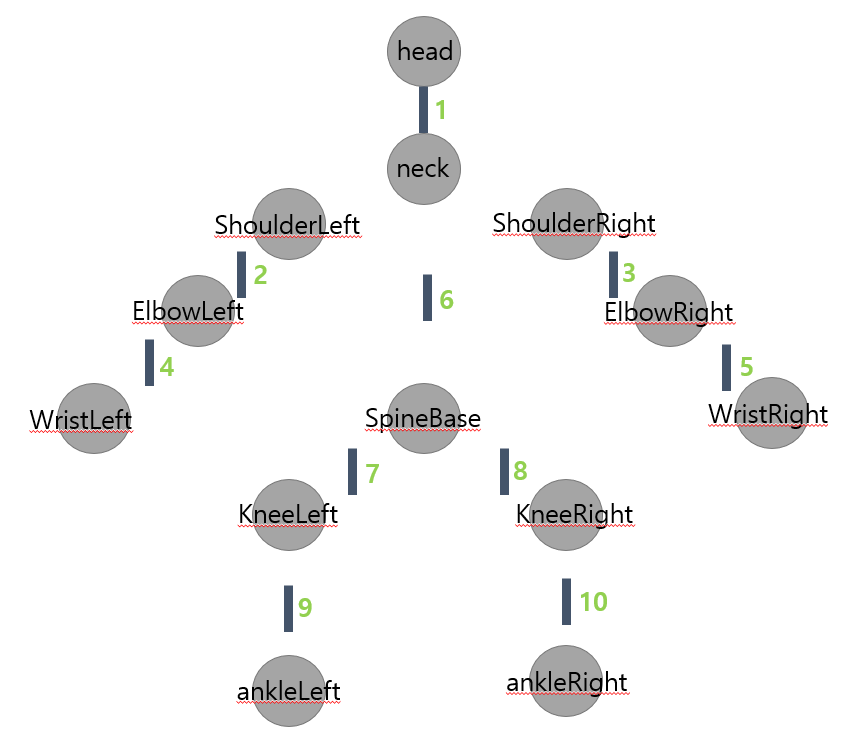 head
1
neck
ShoulderLeft
ShoulderRight
2
3
6
ElbowLeft
ElbowRight
4
5
WristLeft
SpineBase
WristRight
7
8
KneeLeft
KneeRight
9
10
ankleLeft
ankleRight